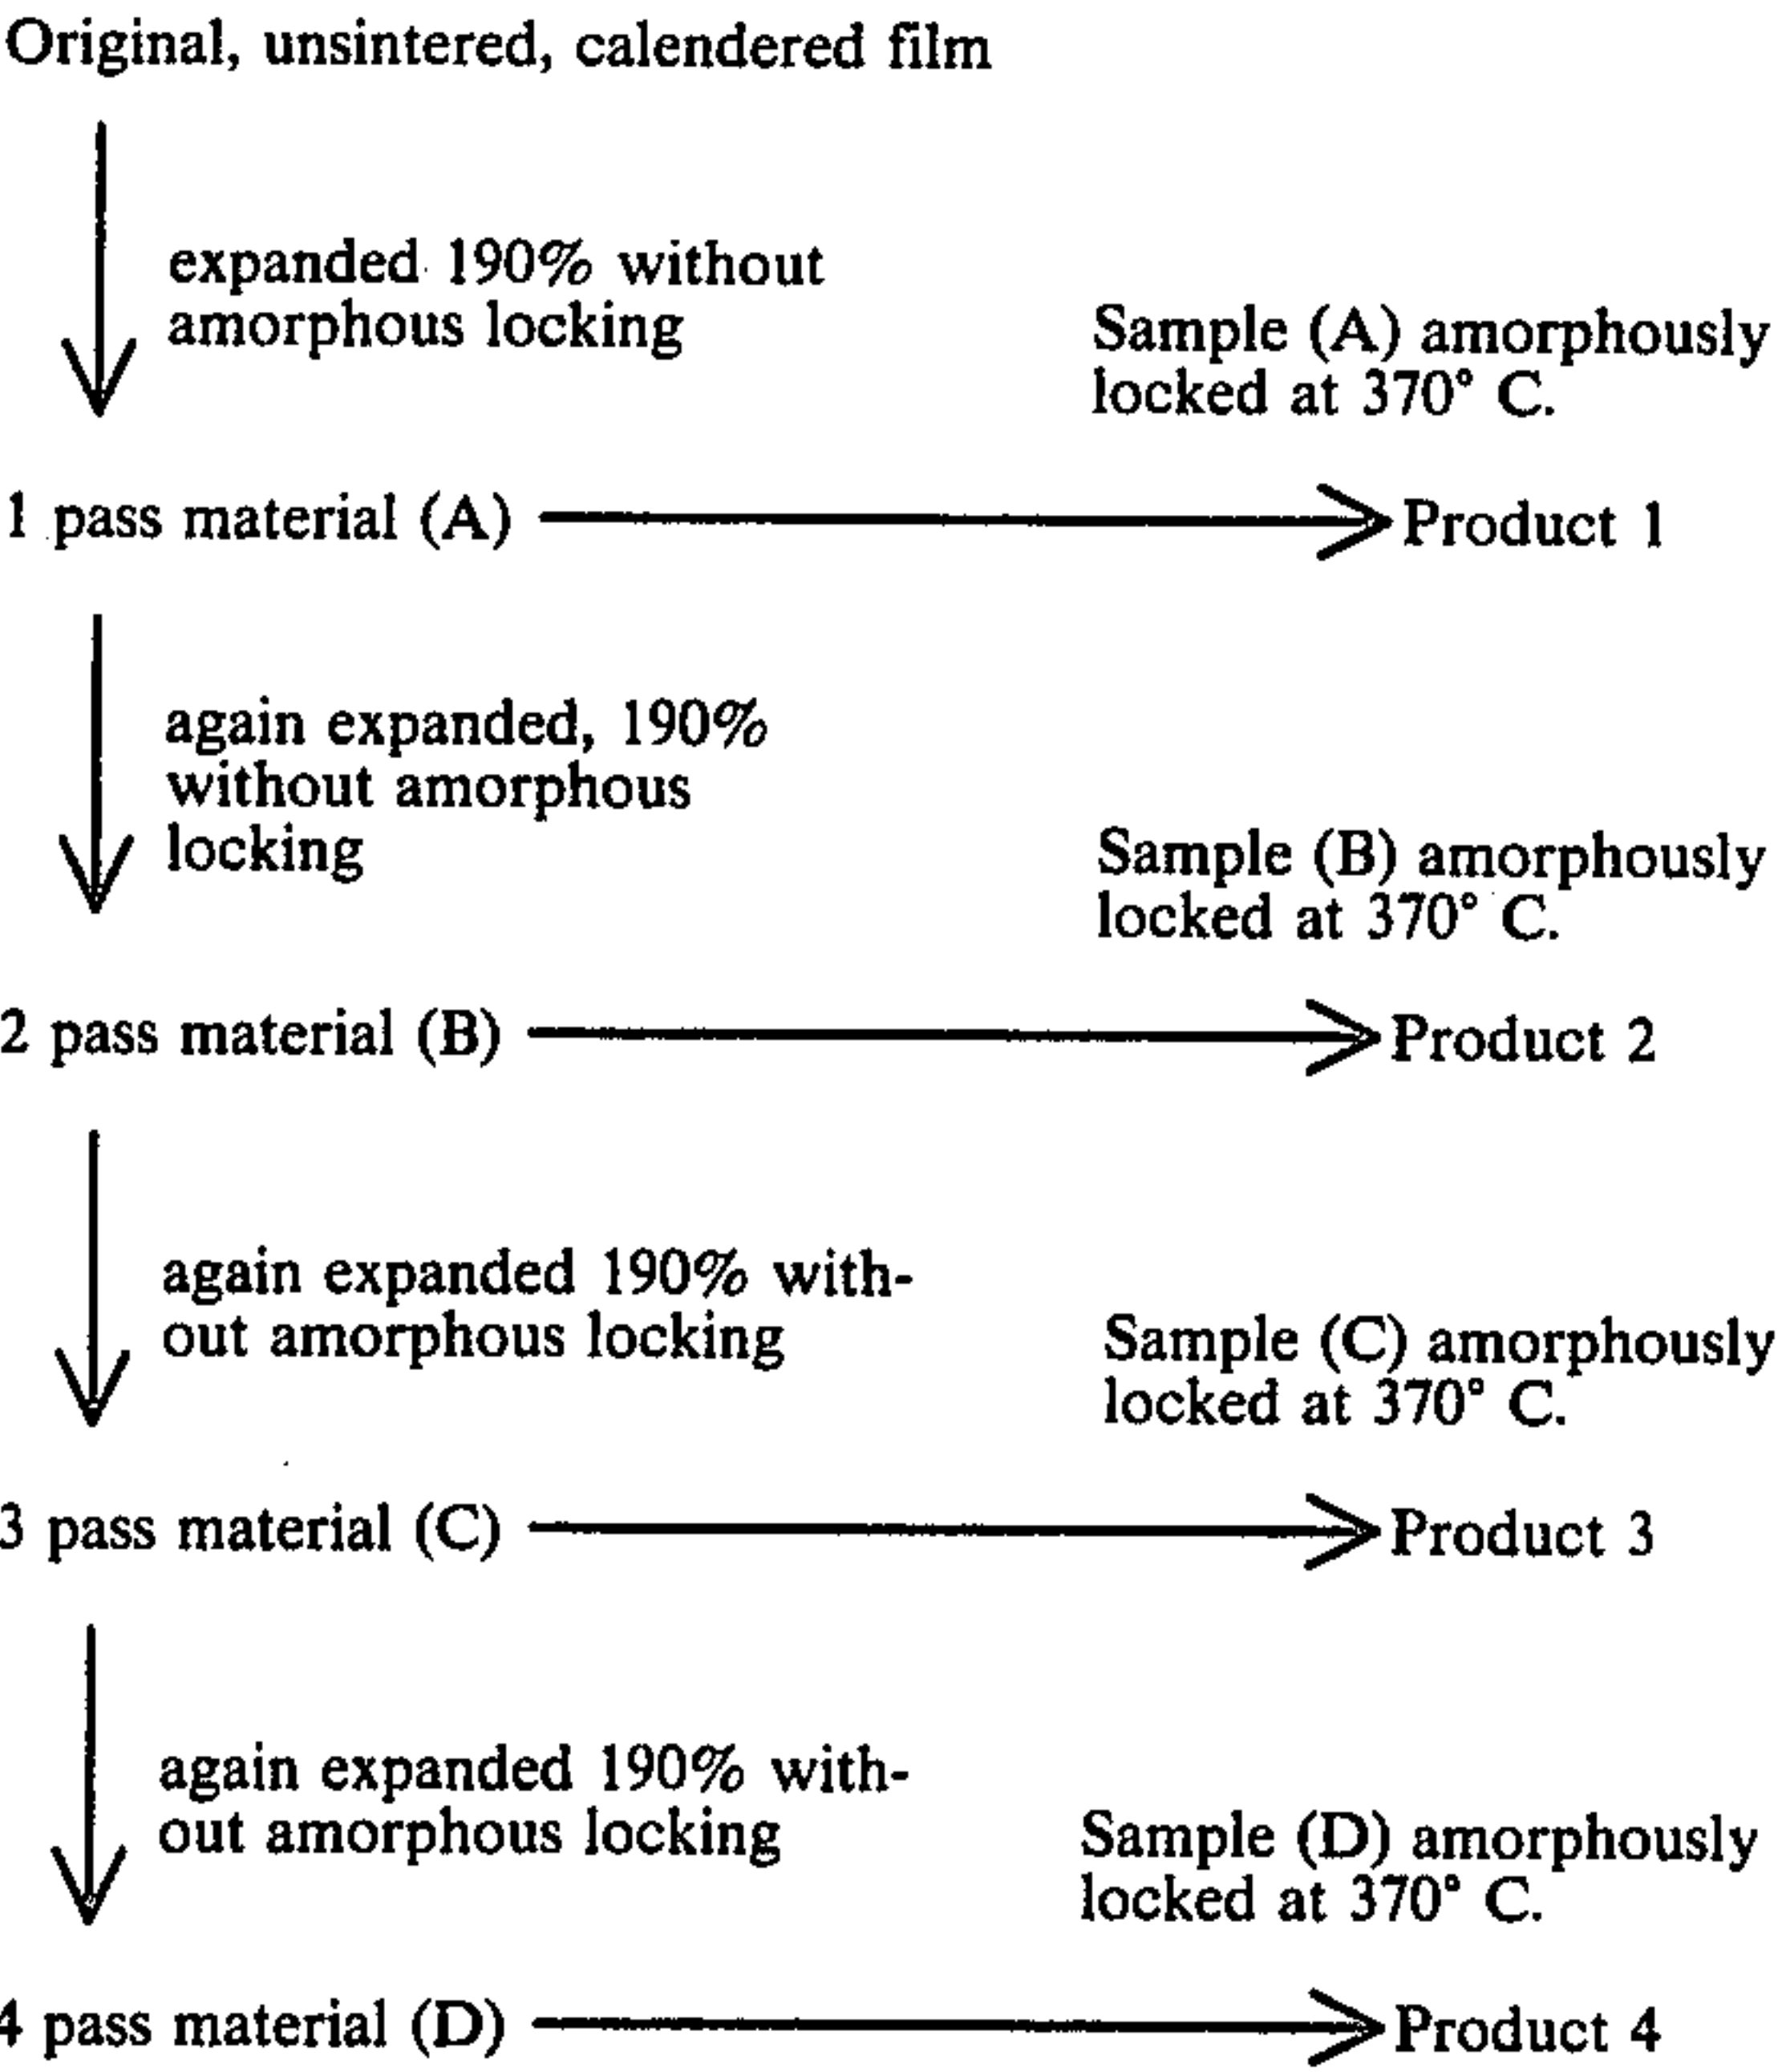 Original, unsintered, calendered film
expanded 190% without
amorphous locking
Sample (A) amorphously
locked at 370° C.
1 pass material (A)
Product 1
again expanded, 190%
without amorphous
locking
Sample (B) amorphously
locked at 370° C.
2 pass material (B)
Product 2
again expanded 190% with-
out amorphous locking
Sample (C) amorphously
locked at 370° C.
3 pass material (C)
Product 3
again expanded 190% with-
out amorphous locking
Sample (D) amorphously
locked at 370° C.
4 pass material (D)
Product 4